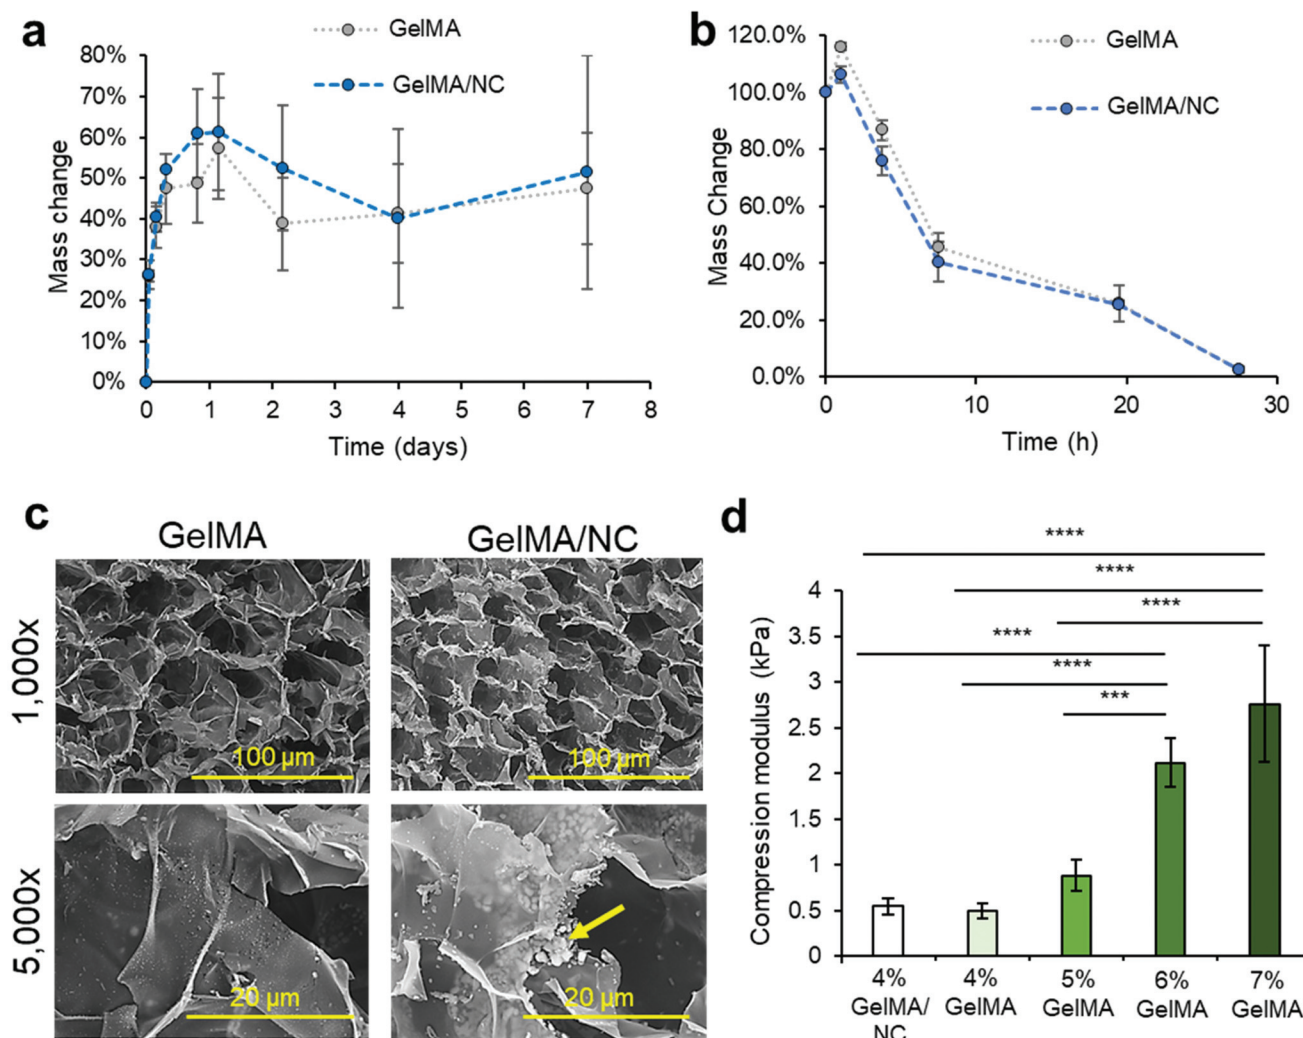 a
GelMA
GelMA/NC
80%
70%
60%
50%
40%
30%
20%
10%
0%
Mass change
0 1 2 3 4 5 6 7 8
Time (days)
b
GelMA
GelMA/NC
120.0%
100.0%
80.0%
60.0%
40.0%
20.0%
0.0%
Mass Change
0 10 20 30
Time (h)
c
GelMA GelMA/NC
1,000x
100 µm 100 µm
5,000x
20 µm 20 µm
d
****
****
****
****
****
***
4
3.5
3
2.5
2
1.5
1
0.5
0
Compression modulus (kPa)
4% 4% 5% 6% 7%
GelMA/ GelMA GelMA GelMA GelMA
NC